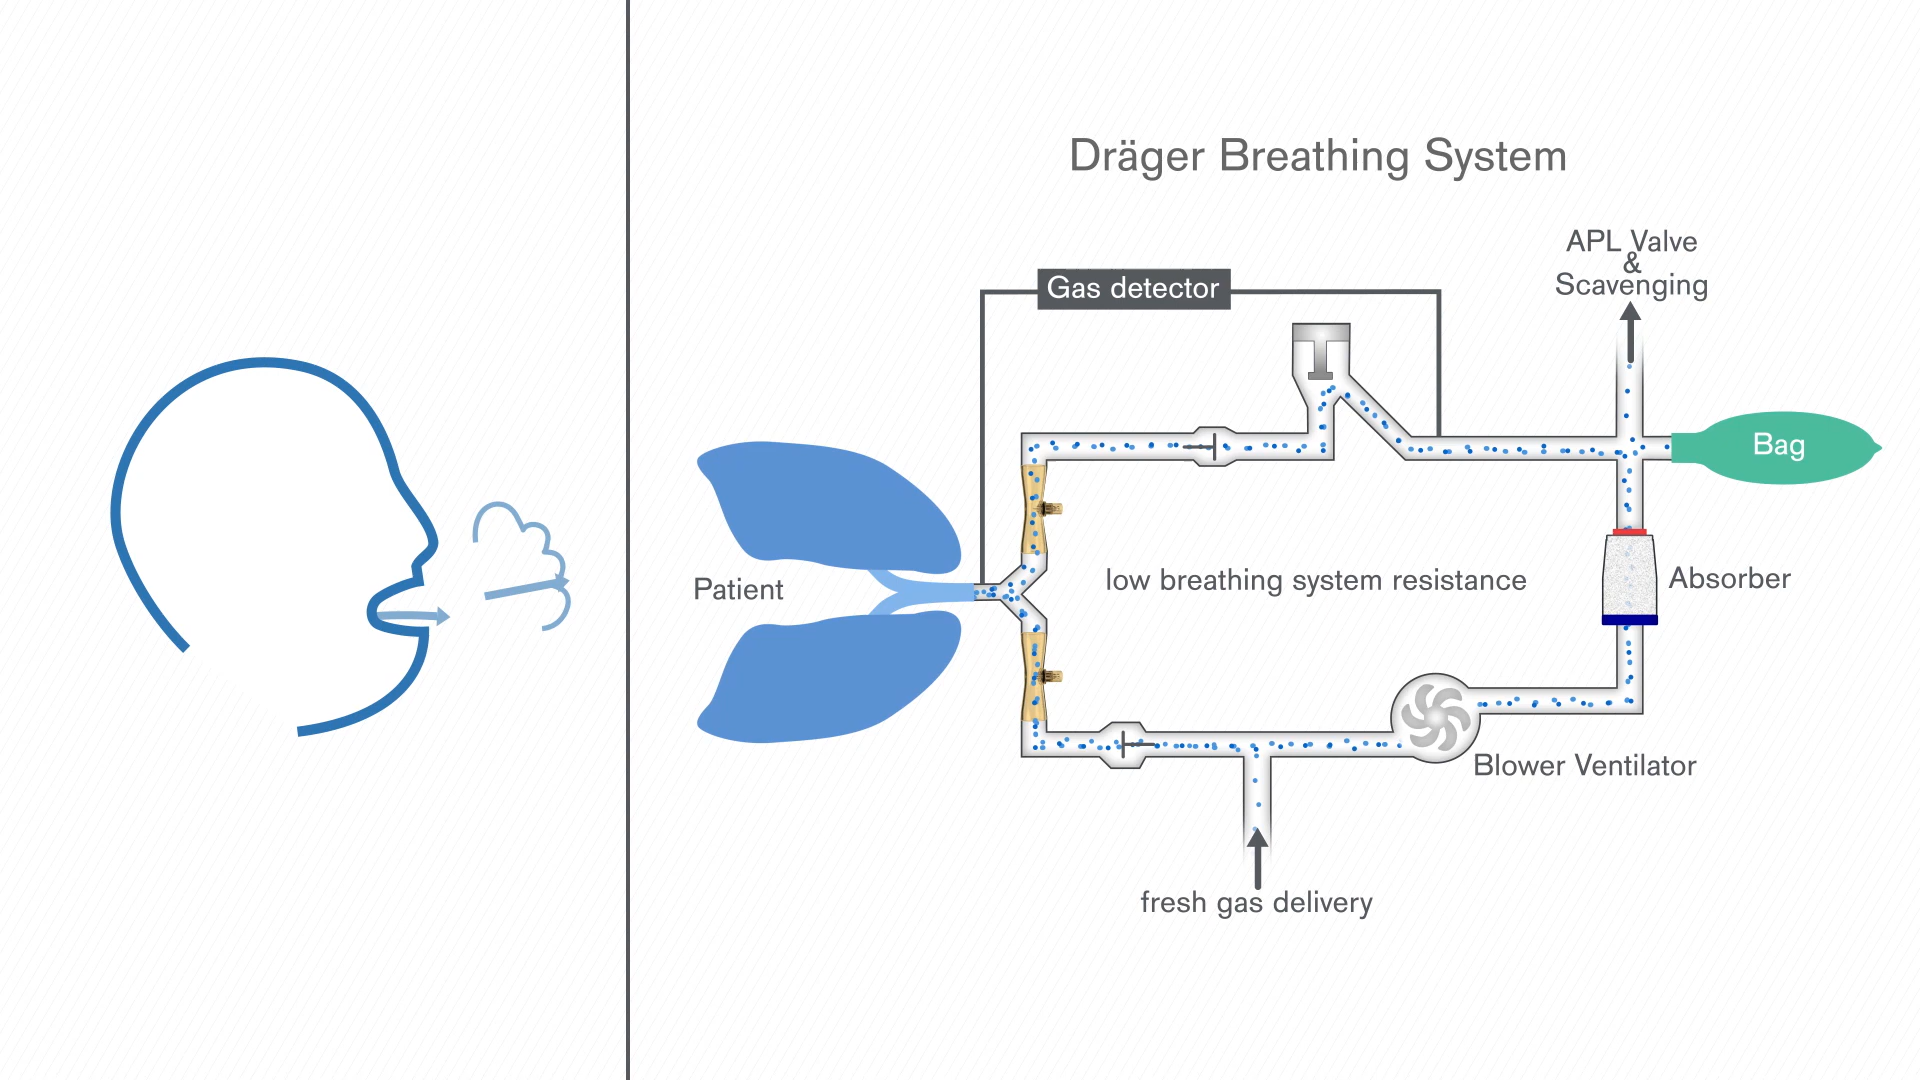 Dräger Breathing System
APL Valve
&
Scavenging
Gas detector
Bag
Patient
low breathing system resistance
Absorber
Blower Ventilator
fresh gas delivery